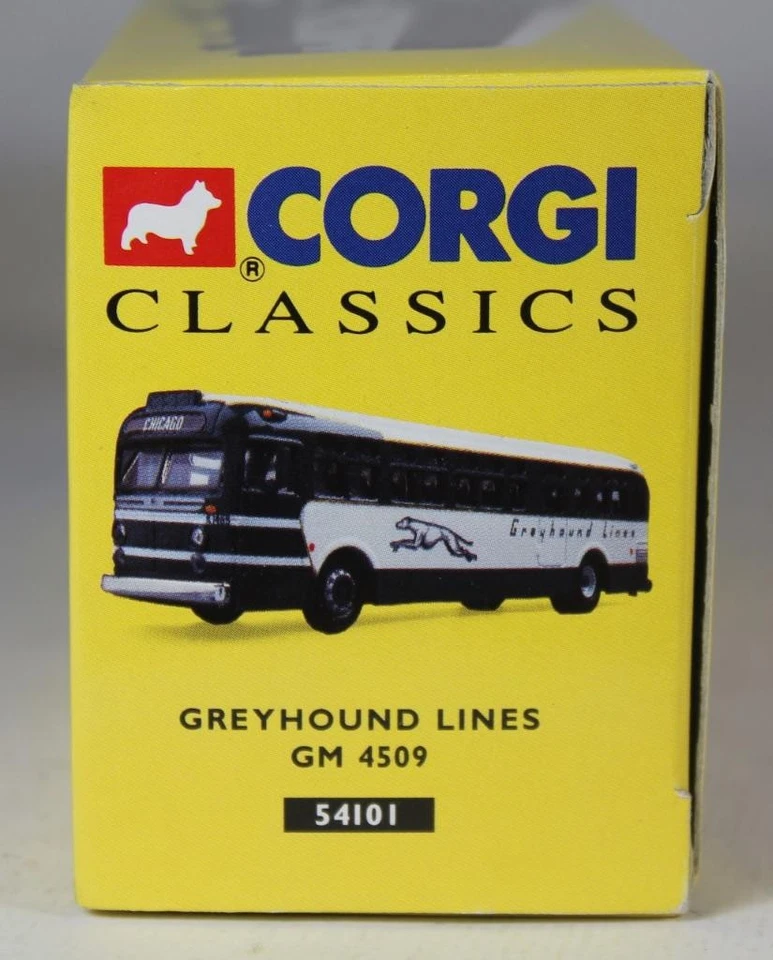 CORGI
®
CLASSICS
CHICAGO
Greyhound Lines
GREYHOUND LINES
GM 4509
54101